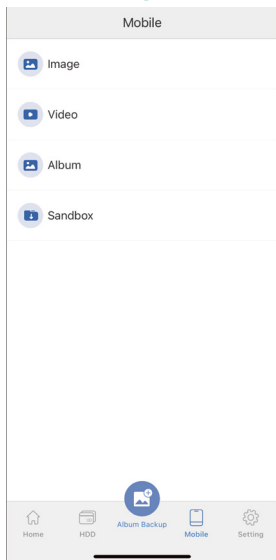 Mobile
Image
Video
Album
Sandbox
Home
HDD
Album Backup
Mobile
Setting